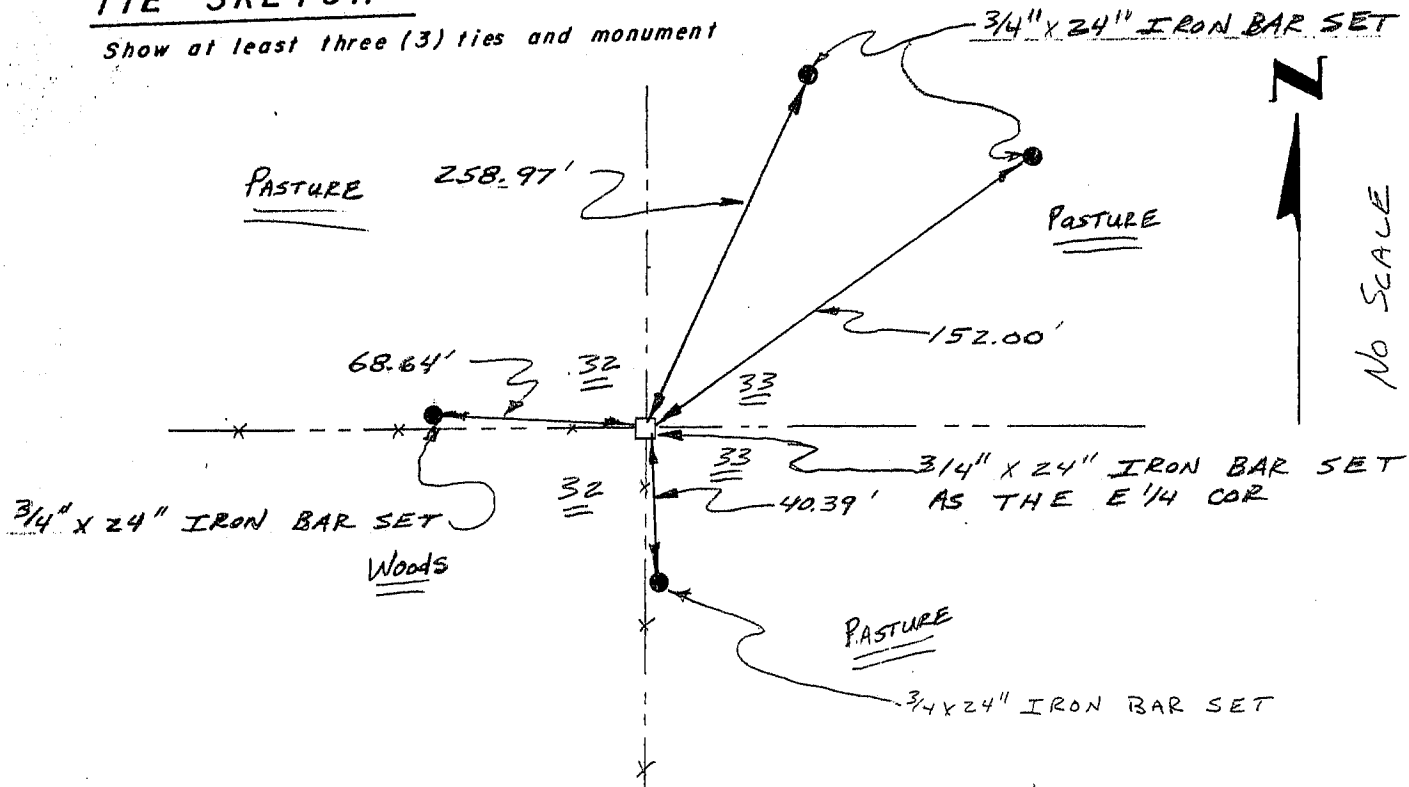 TIE SKETCH
Show at least three (3) ties and monument
3/4" X 24" IRON BAR SET
N
PASTURE
258.97'
PASTURE
NO SCALE
152.00'
68.64'
32
33
33
3/4" X 24" IRON BAR SET
AS THE E 1/4 COR
32
40.39'
3/4" X 24" IRON BAR SET
Woods
PASTURE
3/4 X 24" IRON BAR SET